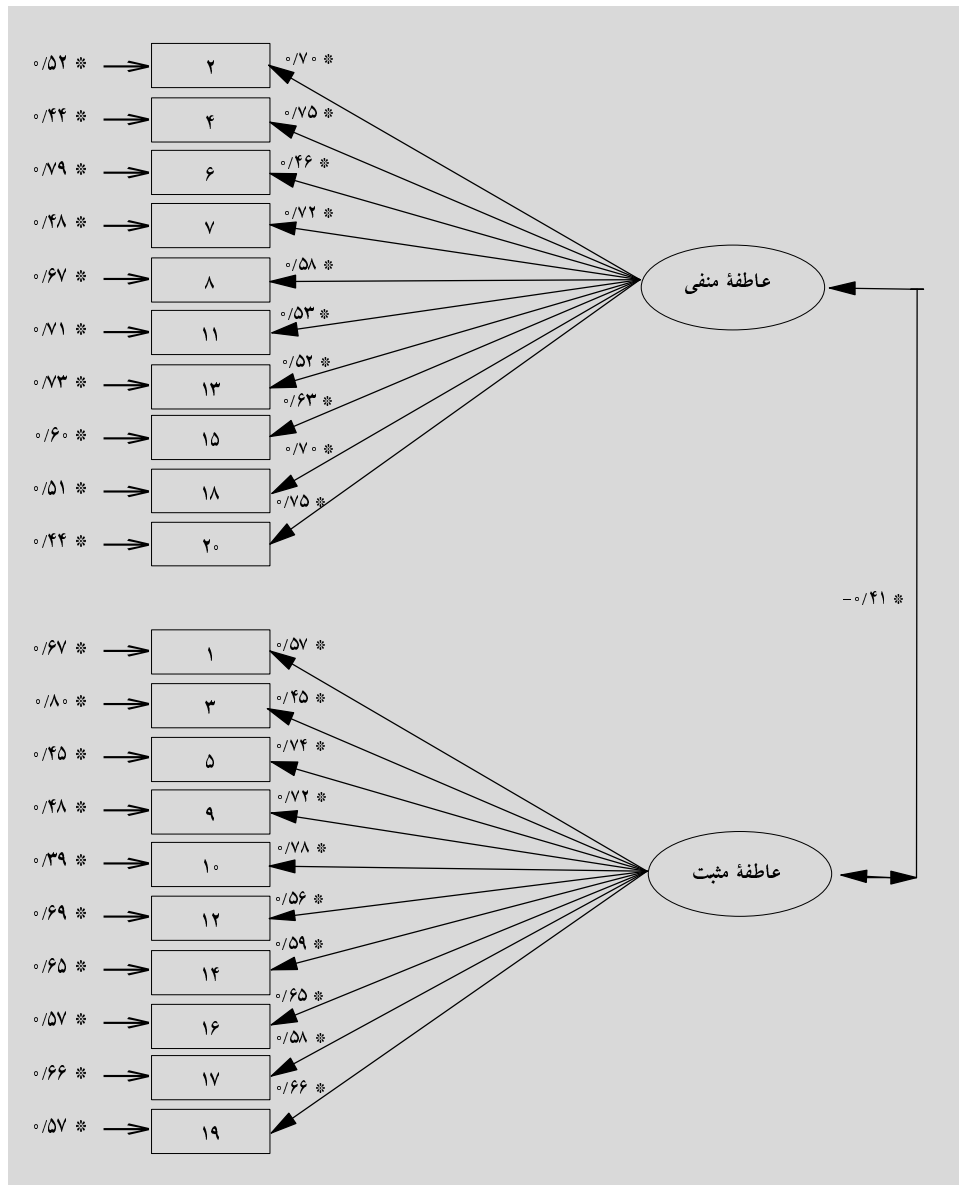 ۰/۵۲ * ۲ ۰/۷۰ *
۰/۴۴ * ۴ ۰/۷۵ *
۰/۷۹ * ۶ ۰/۴۶ *
۰/۴۸ * ۷ ۰/۷۲ *
۰/۶۷ * ۸ ۰/۵۸ *
عاطفهٔ منفی
۰/۷۱ * ۱۱ ۰/۵۳ *
۰/۷۳ * ۱۳ ۰/۵۲ *
۰/۶۰ * ۱۵ ۰/۶۳ *
۰/۵۱ * ۱۸ ۰/۷۰ *
۰/۴۴ * ۲۰ ۰/۷۵ *
−۰/۴۱ *
۰/۶۷ * ۱ ۰/۵۷ *
۰/۸۰ * ۳ ۰/۴۵ *
۰/۴۵ * ۵ ۰/۷۴ *
۰/۴۸ * ۹ ۰/۷۲ *
۰/۳۹ * ۱۰ ۰/۷۸ *
عاطفهٔ مثبت
۰/۶۹ * ۱۲ ۰/۵۶ *
۰/۶۵ * ۱۴ ۰/۵۹ *
۰/۵۷ * ۱۶ ۰/۶۵ *
۰/۶۶ * ۱۷ ۰/۵۸ *
۰/۵۷ * ۱۹ ۰/۶۶ *